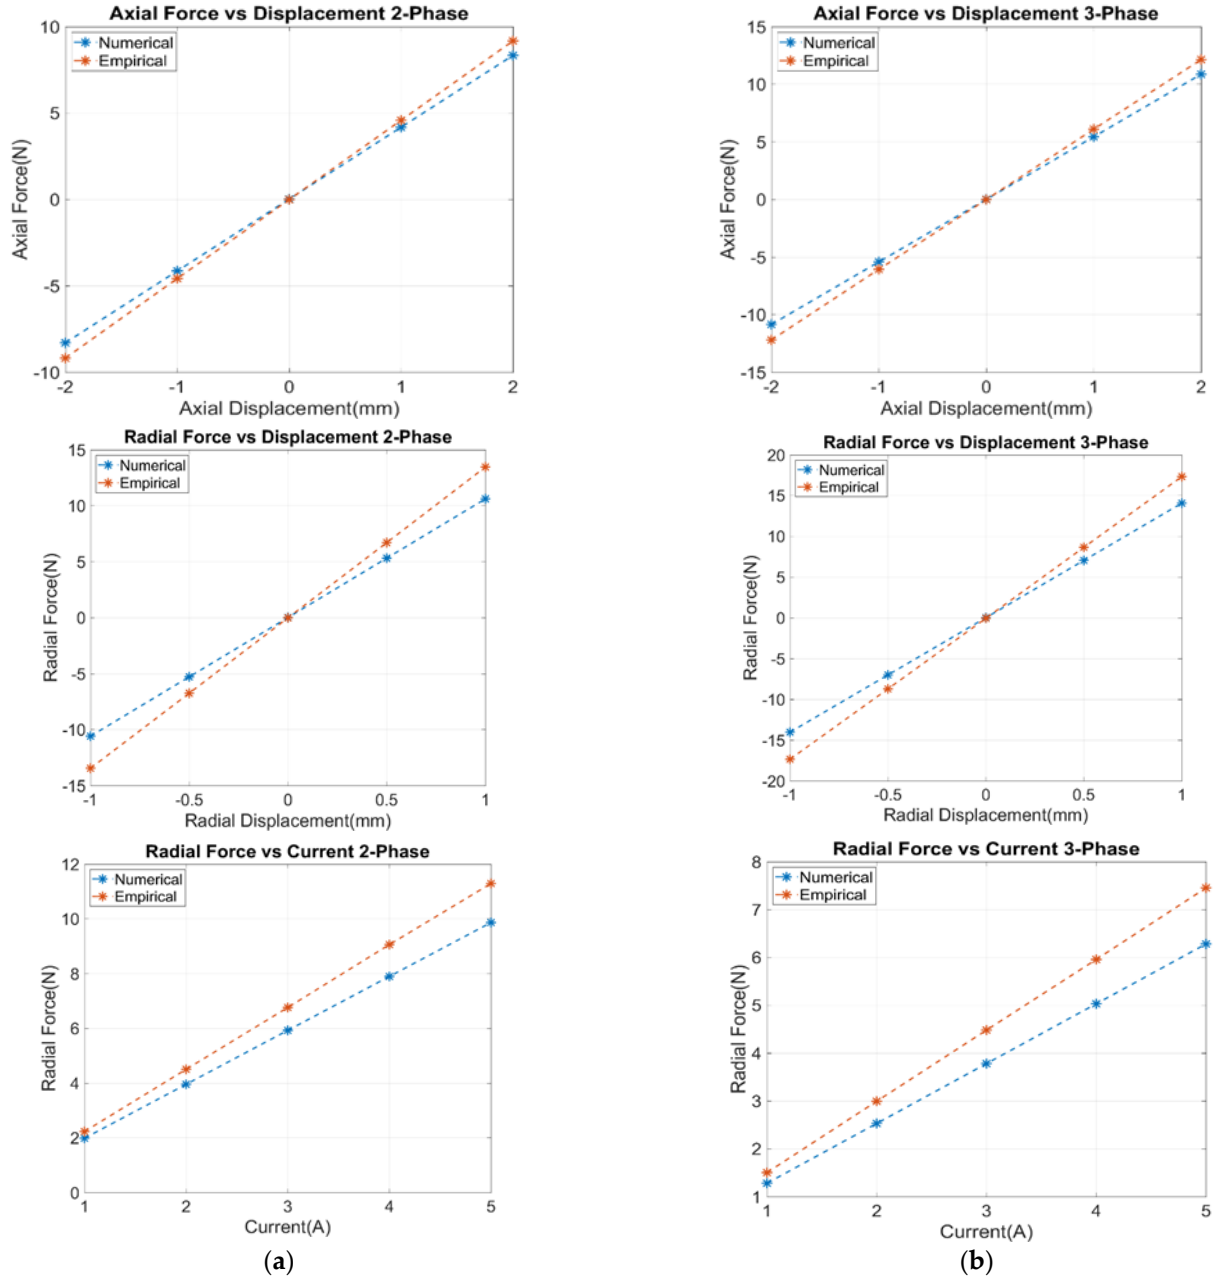 Axial Force vs Displacement 2-Phase
10
5
0
-5
-10
Axial Force(N)
Numerical
Empirical
-2 -1 0 1 2
Axial Displacement(mm)
Axial Force vs Displacement 3-Phase
15
10
5
0
-5
-10
-15
Axial Force(N)
Numerical
Empirical
-2 -1 0 1 2
Axial Displacement(mm)
Radial Force vs Displacement 2-Phase
15
10
5
0
-5
-10
-15
Radial Force(N)
Numerical
Empirical
-1 -0.5 0 0.5 1
Radial Displacement(mm)
Radial Force vs Displacement 3-Phase
20
15
10
5
0
-5
-10
-15
-20
Radial Force(N)
Numerical
Empirical
-1 -0.5 0 0.5 1
Radial Displacement(mm)
Radial Force vs Current 2-Phase
12
10
8
6
4
2
0
Radial Force(N)
Numerical
Empirical
1 2 3 4 5
Current(A)
Radial Force vs Current 3-Phase
8
7
6
5
4
3
2
1
Radial Force(N)
Numerical
Empirical
1 2 3 4 5
Current(A)
(a)
(b)